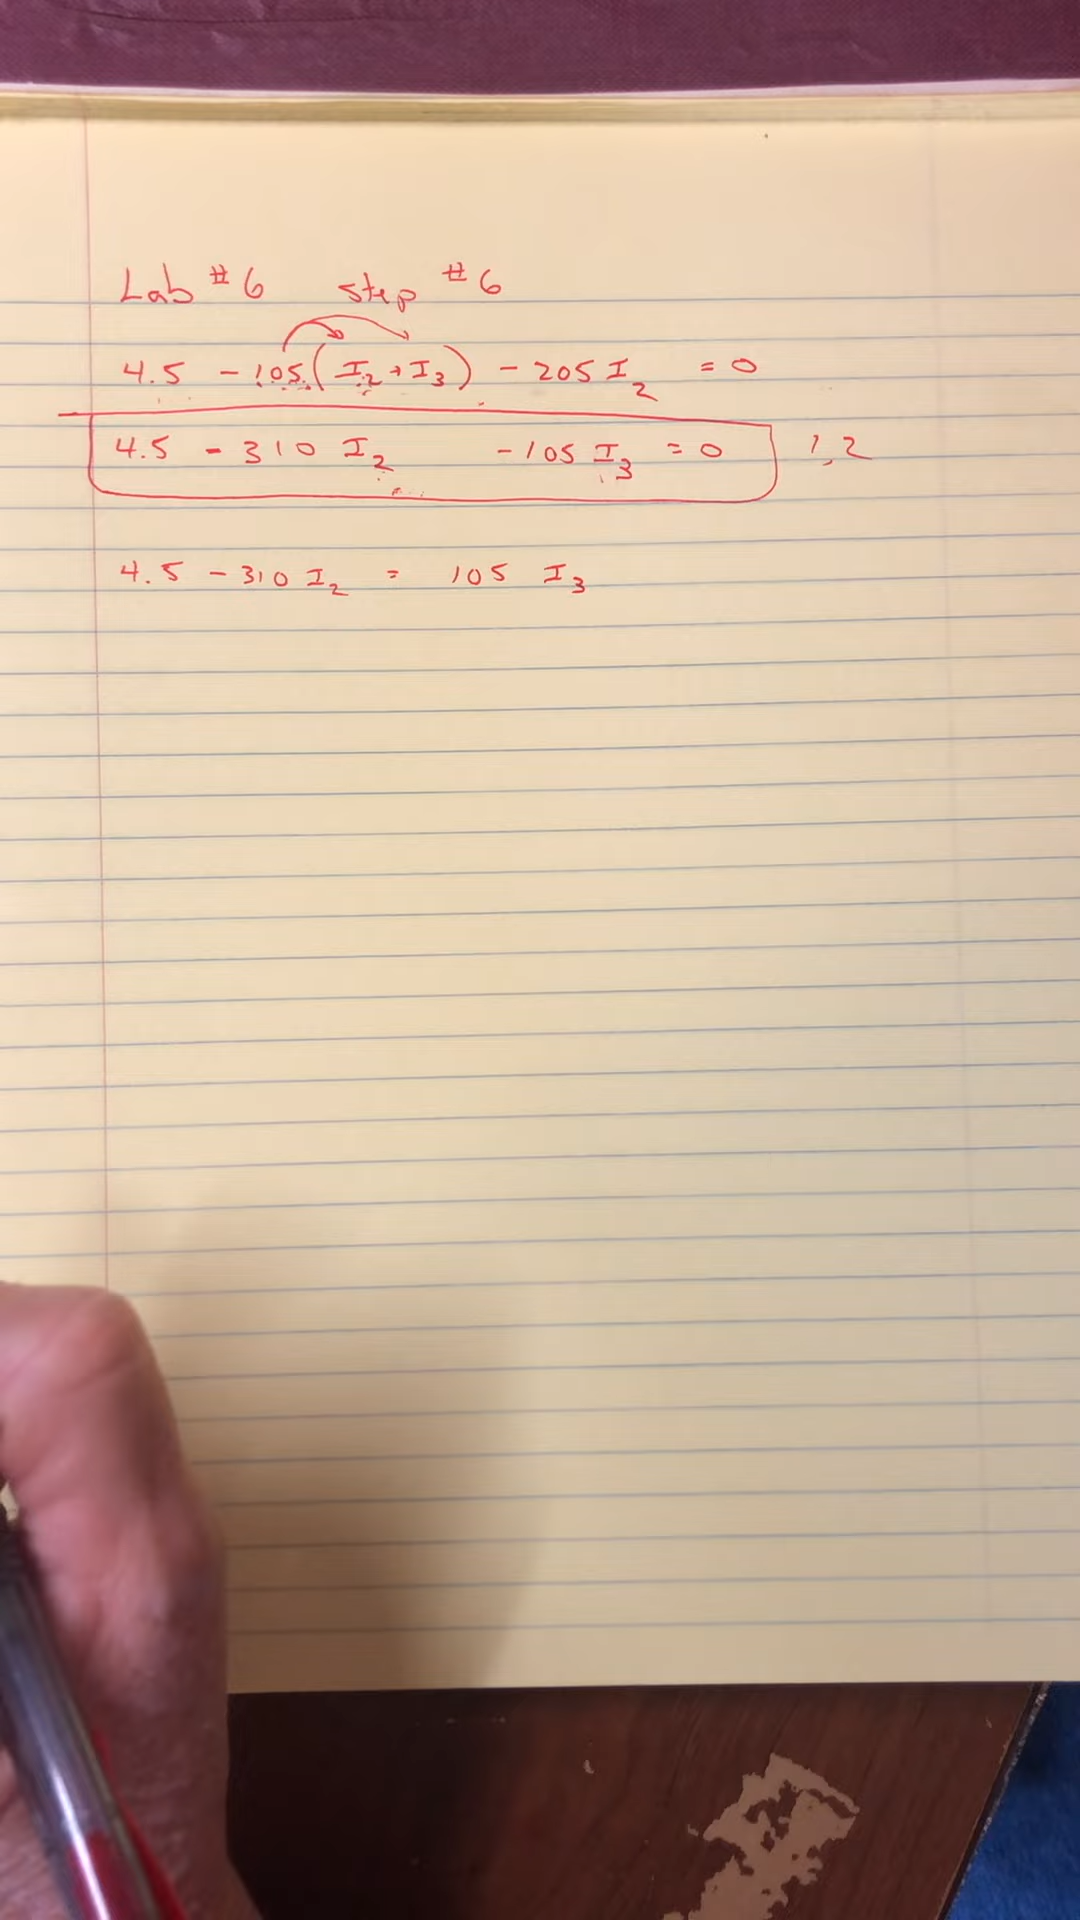 Lab #6 step #6
4.5 - 105(I₂ + I₃) - 205 I₂ = 0
4.5 - 310 I₂ - 105 I₃ = 0 1,2
4.5 - 310 I₂ = 105 I₃